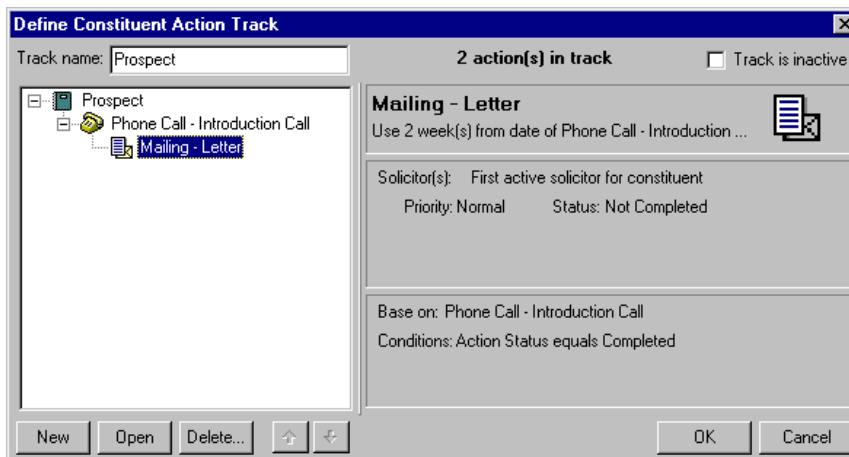 Define Constituent Action Track
Track name: Prospect
2 action(s) in track
Track is inactive
Prospect
Phone Call - Introduction Call
Mailing - Letter
Mailing - Letter
Use 2 week(s) from date of Phone Call - Introduction ...
Solicitor(s): First active solicitor for constituent
Priority: Normal Status: Not Completed
Base on: Phone Call - Introduction Call
Conditions: Action Status equals Completed
New Open Delete... OK Cancel